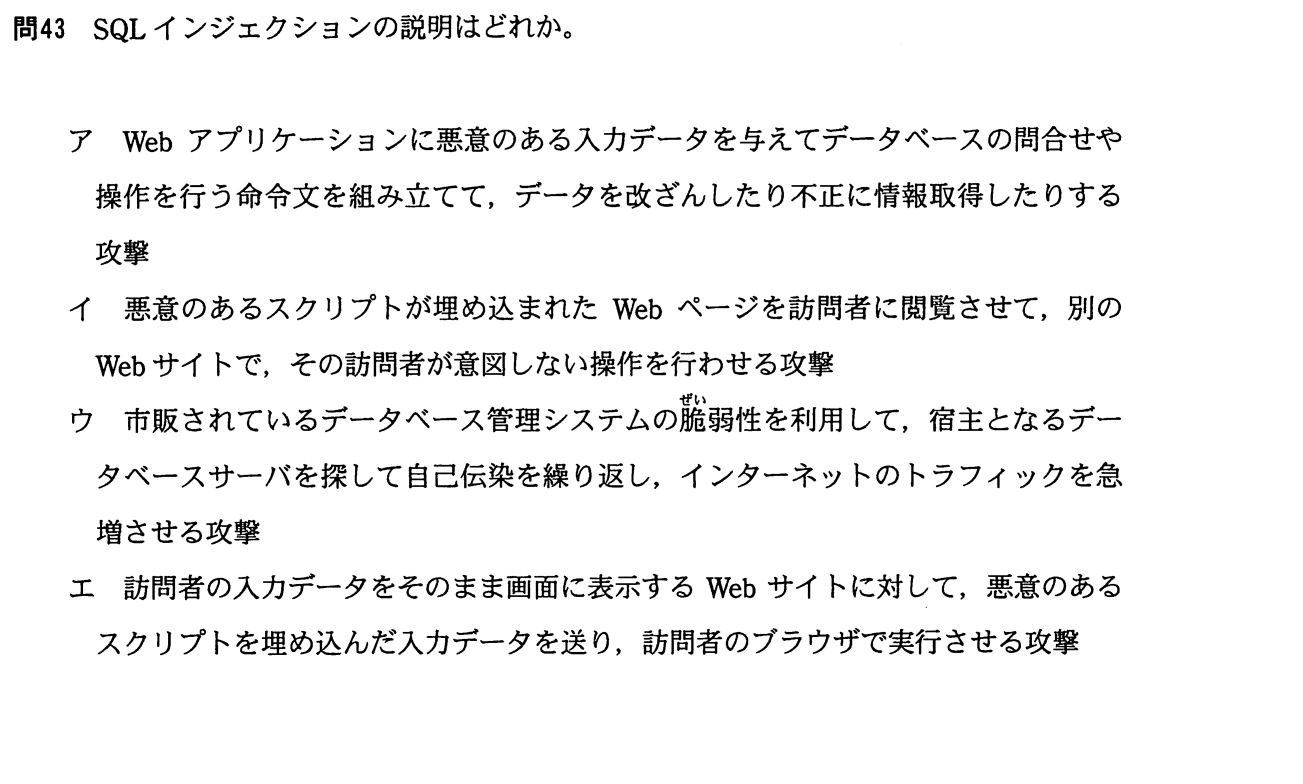 問43 SQL インジェクションの説明はどれか。
ア Web アプリケーションに悪意のある入力データを与えてデータベースの問合せや
操作を行う命令文を組み立てて，データを改ざんしたり不正に情報取得したりする
攻撃
イ 悪意のあるスクリプトが埋め込まれた Web ページを訪問者に閲覧させて，別の
Web サイトで，その訪問者が意図しない操作を行わせる攻撃
ぜい
ウ 市販されているデータベース管理システムの脆弱性を利用して，宿主となるデー
タベースサーバを探して自己伝染を繰り返し，インターネットのトラフィックを急
増させる攻撃
エ 訪問者の入力データをそのまま画面に表示する Web サイトに対して，悪意のある
スクリプトを埋め込んだ入力データを送り，訪問者のブラウザで実行させる攻撃